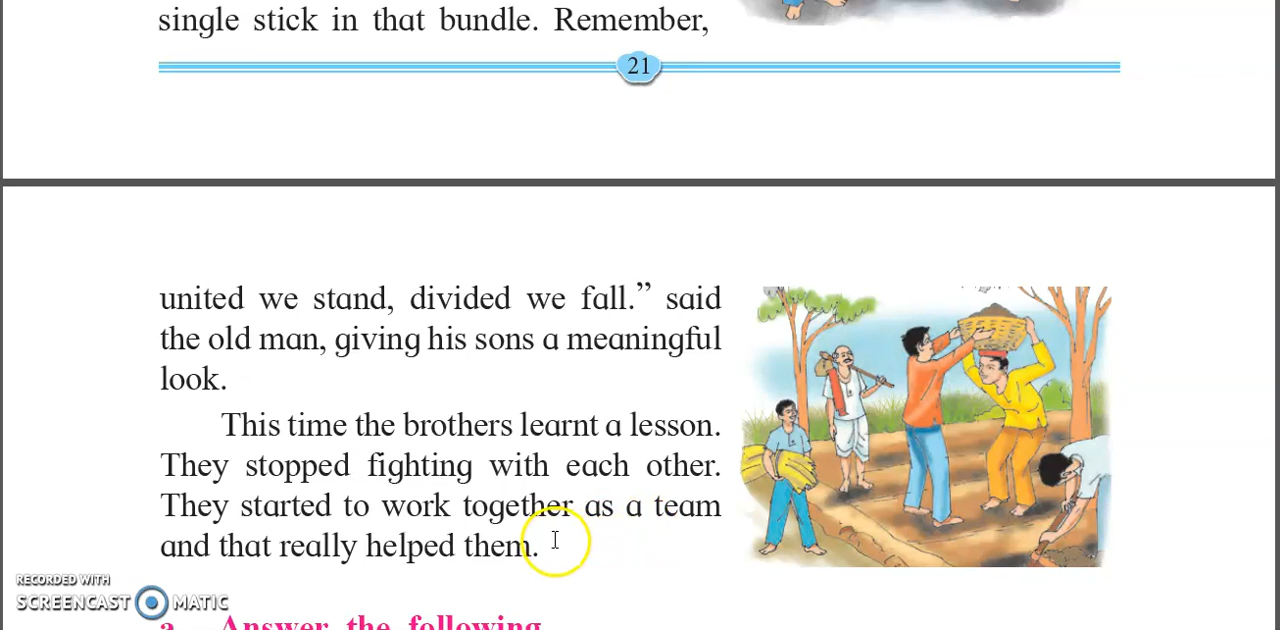 single stick in that bundle. Remember,
21
united we stand, divided we fall.” said
the old man, giving his sons a meaningful
look.
This time the brothers learnt a lesson.
They stopped fighting with each other.
They started to work together as a team
and that really helped them.
RECORDED WITH
SCREENCAST MATIC
a. Answer the following